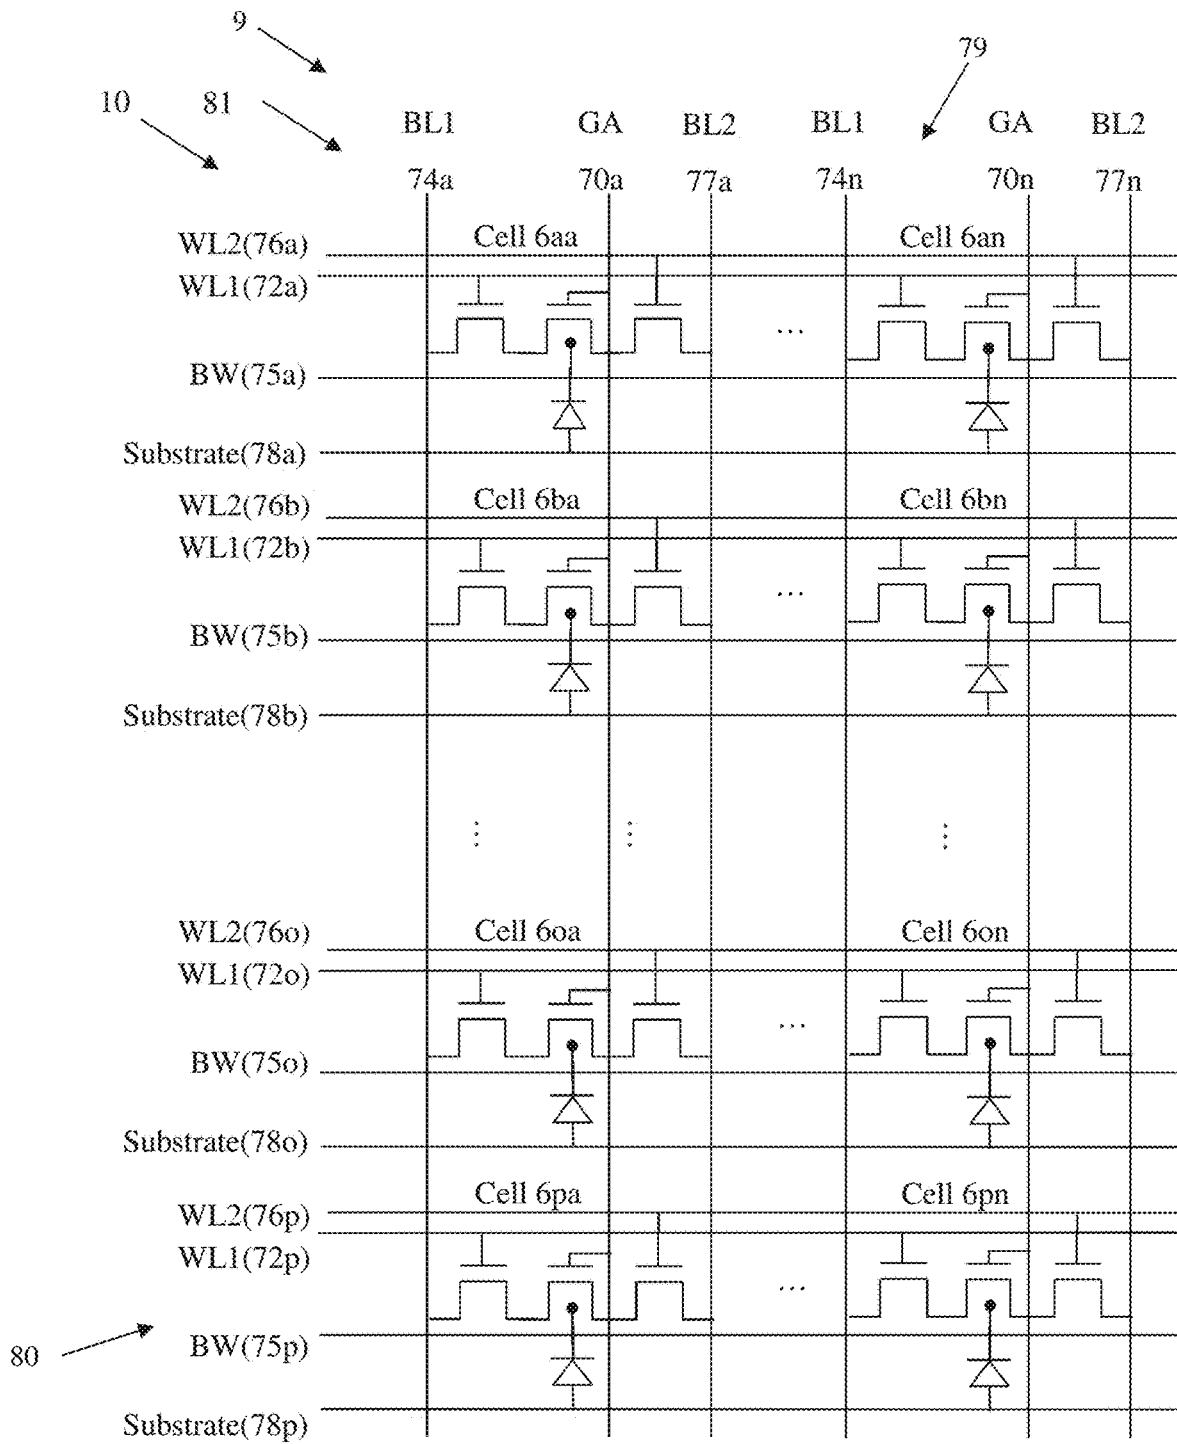 9
79
10
81
BL1 GA BL2 BL1 GA BL2
74a 70a 77a 74n 70n 77n
WL2(76a) Cell 6aa Cell 6an
WL1(72a)
...
BW(75a)
Substrate(78a)
WL2(76b) Cell 6ba Cell 6bn
WL1(72b)
...
BW(75b)
Substrate(78b)
... ... ...
WL2(76o) Cell 6oa Cell 6on
WL1(72o)
...
BW(75o)
Substrate(78o)
WL2(76p) Cell 6pa Cell 6pn
WL1(72p)
...
BW(75p)
80
Substrate(78p)